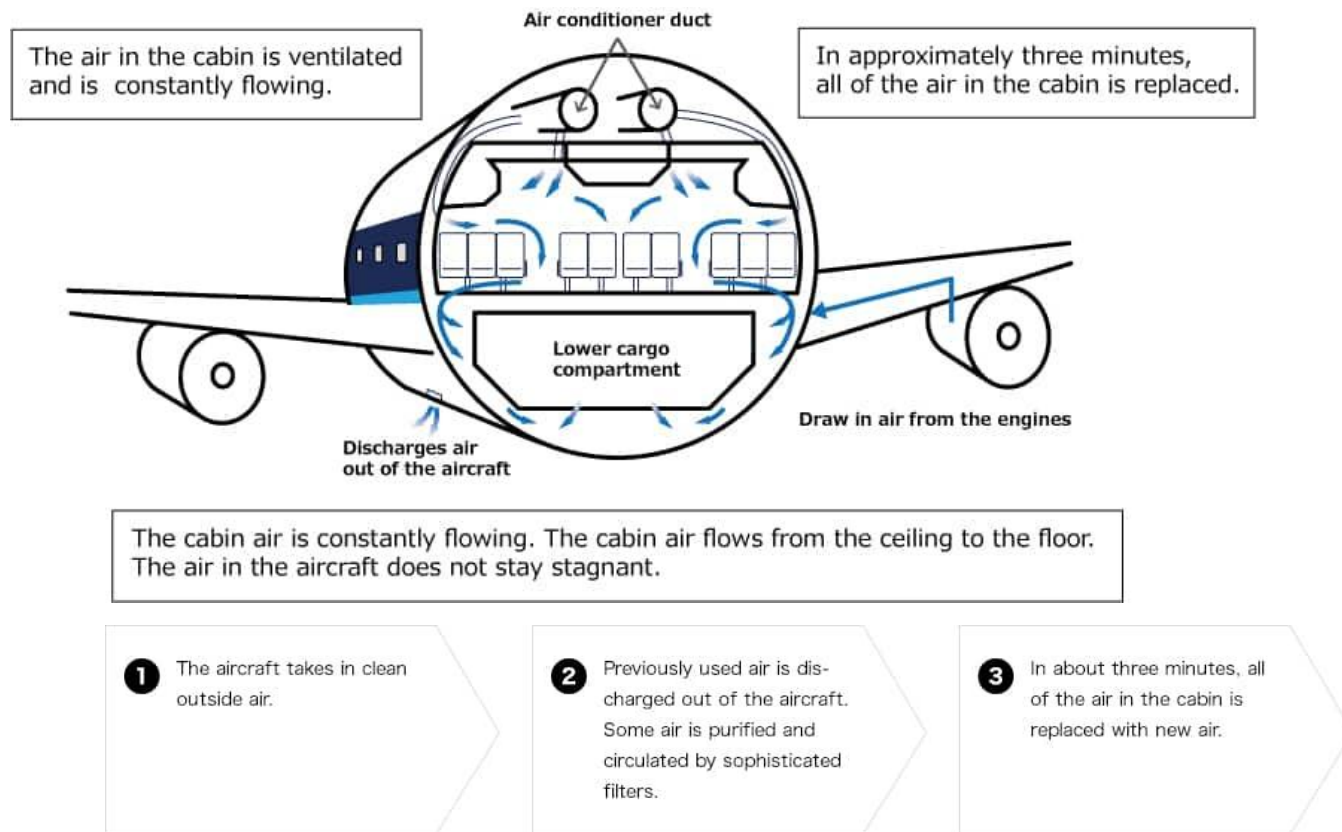 Air conditioner duct
The air in the cabin is ventilated
and is constantly flowing.
In approximately three minutes,
all of the air in the cabin is replaced.
Lower cargo
compartment
Draw in air from the engines
Discharges air
out of the aircraft
The cabin air is constantly flowing. The cabin air flows from the ceiling to the floor.
The air in the aircraft does not stay stagnant.
1 The aircraft takes in clean
outside air.
2 Previously used air is dis-
charged out of the aircraft.
Some air is purified and
circulated by sophisticated
filters.
3 In about three minutes, all
of the air in the cabin is
replaced with new air.